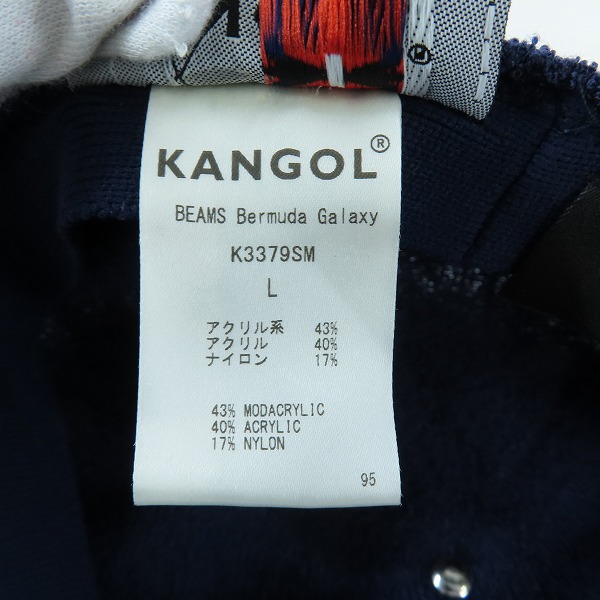 ®
KANGOL®
BEAMS Bermuda Galaxy
K3379SM
L
アクリル系 43%
アクリル 40%
ナイロン 17%
43% MODACRYLIC
40% ACRYLIC
17% NYLON
95